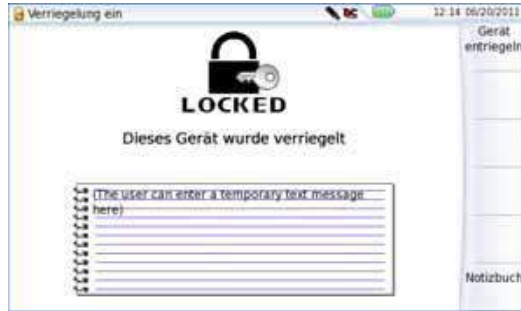 Verriegelung ein
12:14 06/20/2011
Gerät
entriegeln
LOCKED
Dieses Gerät wurde verriegelt
(The user can enter a temporary text message
here)
Notizbuch